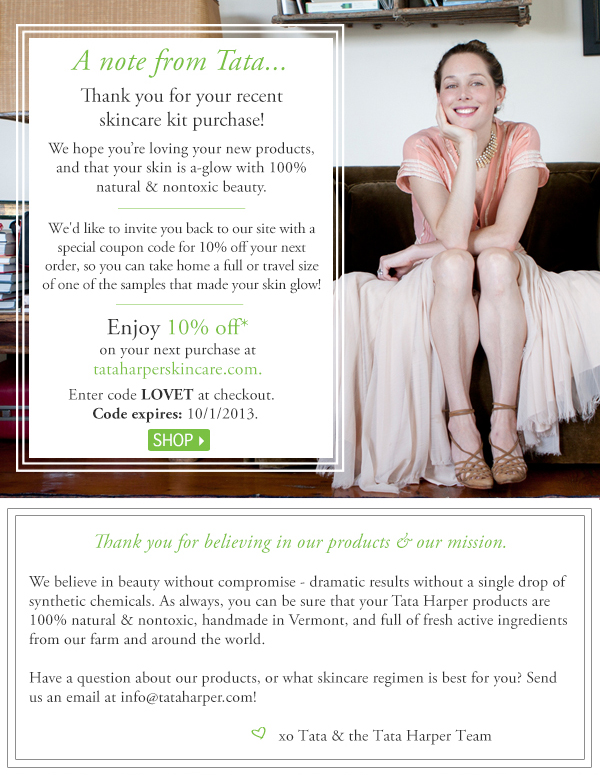 A note from Tata...
Thank you for your recent
skincare kit purchase!
We hope you're loving your new products,
and that your skin is a-glow with 100%
natural & nontoxic beauty.
We'd like to invite you back to our site with a
special coupon code for 10% off your next
order, so you can take home a full or travel size
of one of the samples that made your skin glow!
Enjoy 10% off*
on your next purchase at
tataharperskincare.com.
Enter code LOVET at checkout.
Code expires: 10/1/2013.
SHOP
Thank you for believing in our products & our mission.
We believe in beauty without compromise - dramatic results without a single drop of
synthetic chemicals. As always, you can be sure that your Tata Harper products are
100% natural & nontoxic, handmade in Vermont, and full of fresh active ingredients
from our farm and around the world.
Have a question about our products, or what skincare regimen is best for you? Send
us an email at info@tataharper.com!
xo Tata & the Tata Harper Team